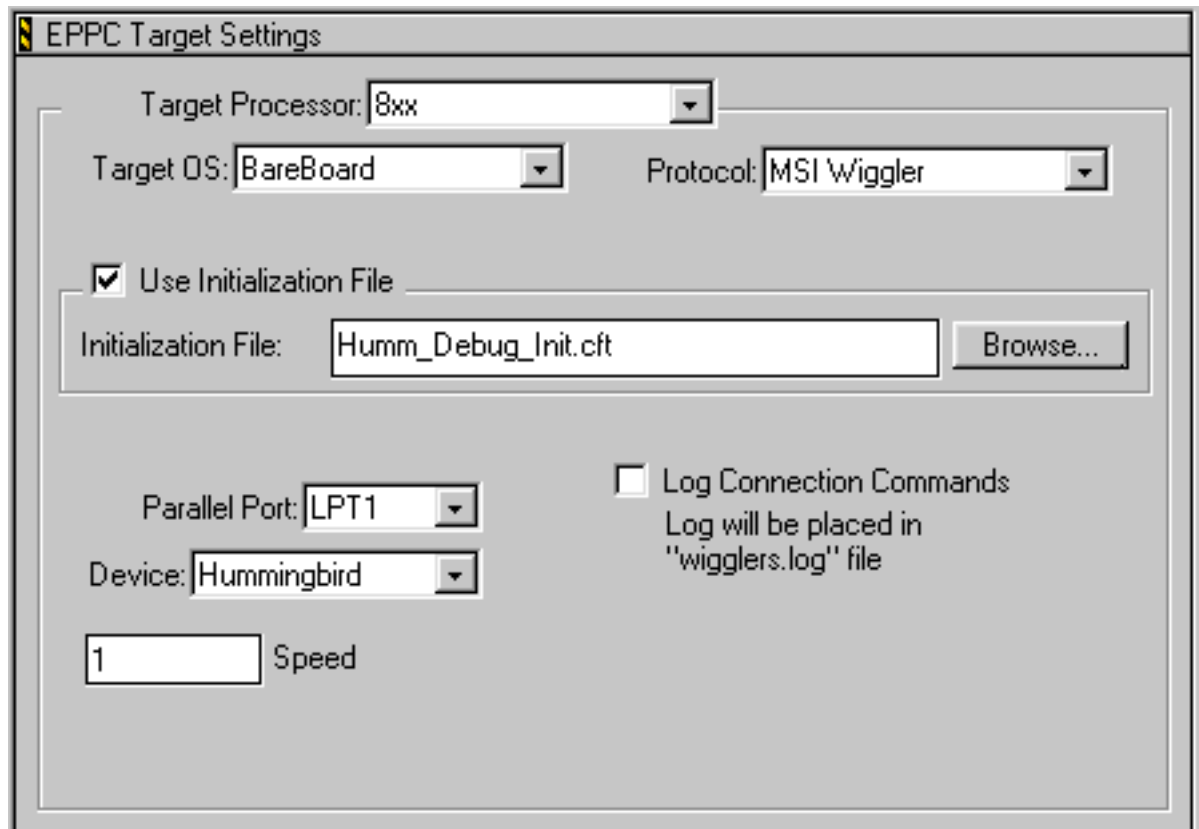 EPPC Target Settings
Target Processor: 8xx
Target OS: BareBoard Protocol: MSI Wiggler
Use Initialization File
Initialization File: Humm_Debug_Init.cft Browse...
Log Connection Commands
Parallel Port: LPT1
Log will be placed in
"wigglers.log" file
Device: Hummingbird
1 Speed